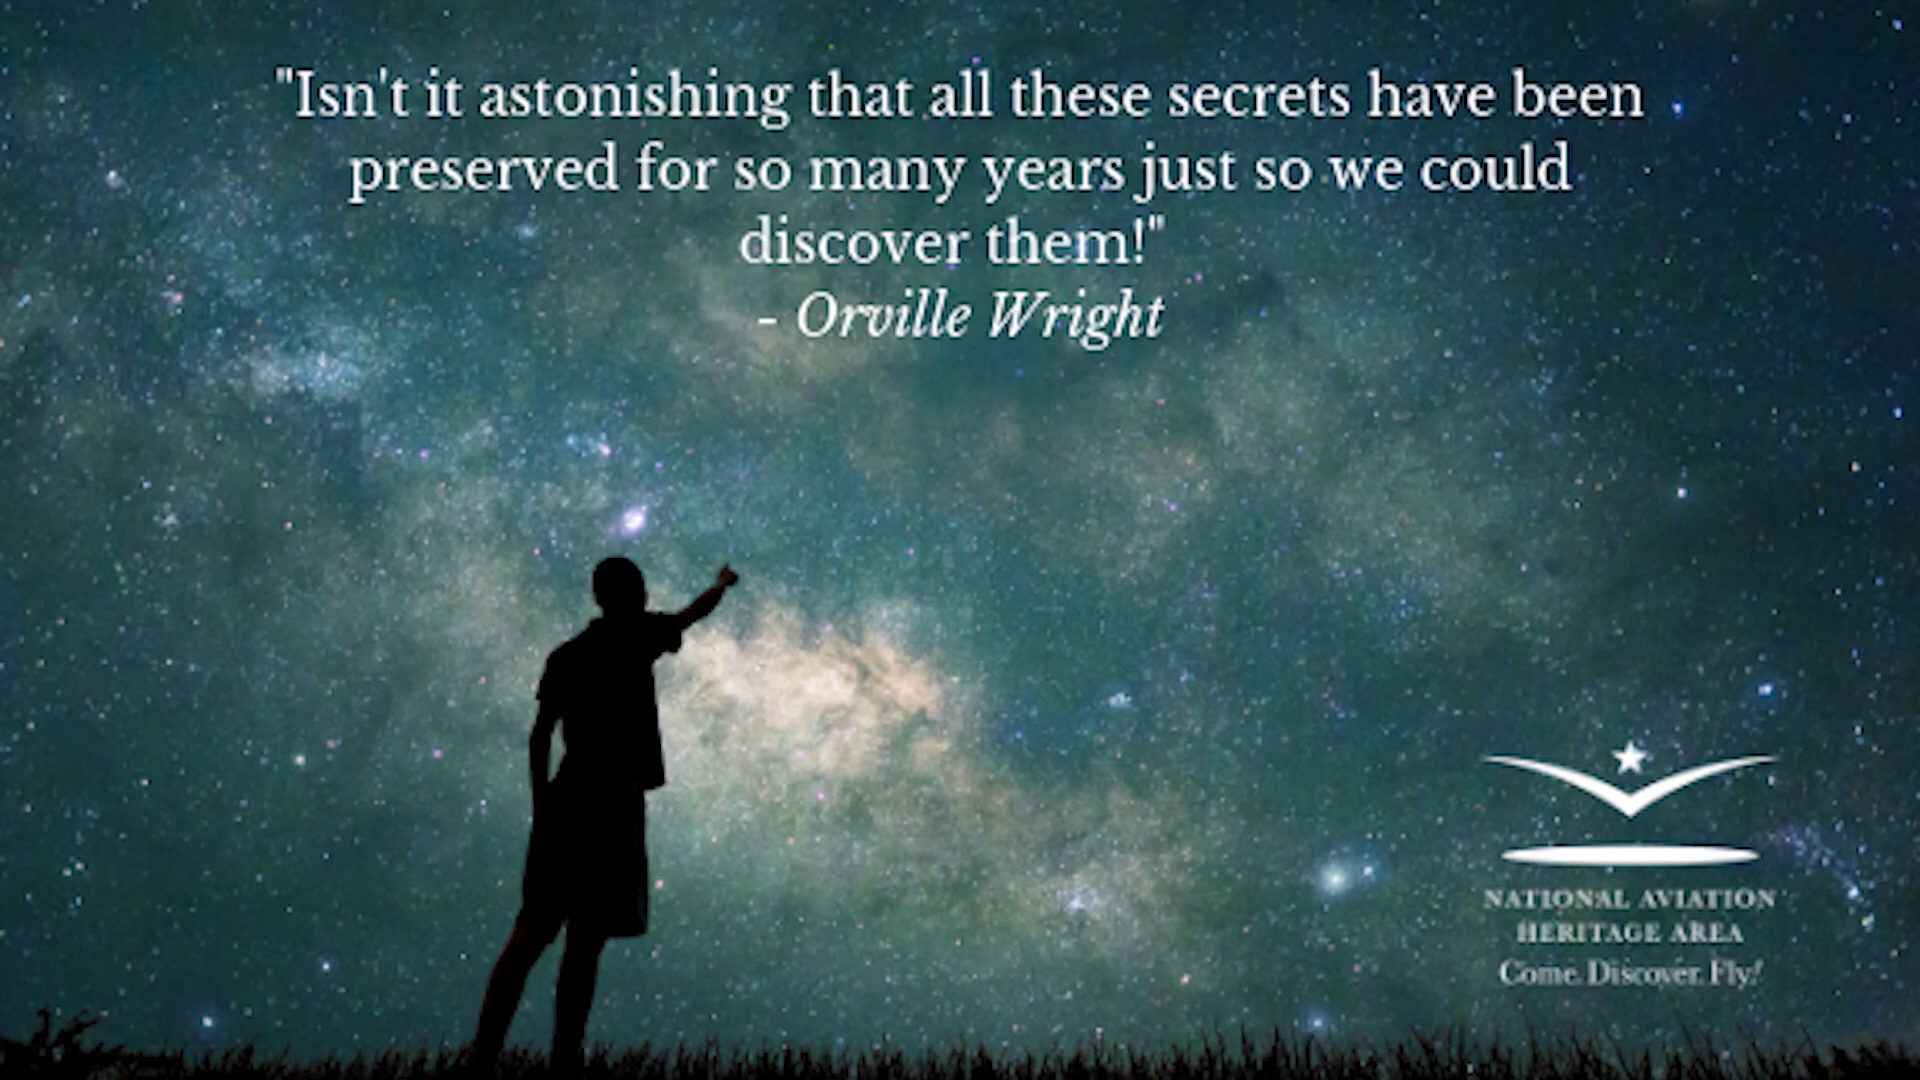 "Isn't it astonishing that all these secrets have been
preserved for so many years just so we could
discover them!"
- Orville Wright
NATIONAL AVIATION
HERITAGE AREA
Come. Discover. Fly!